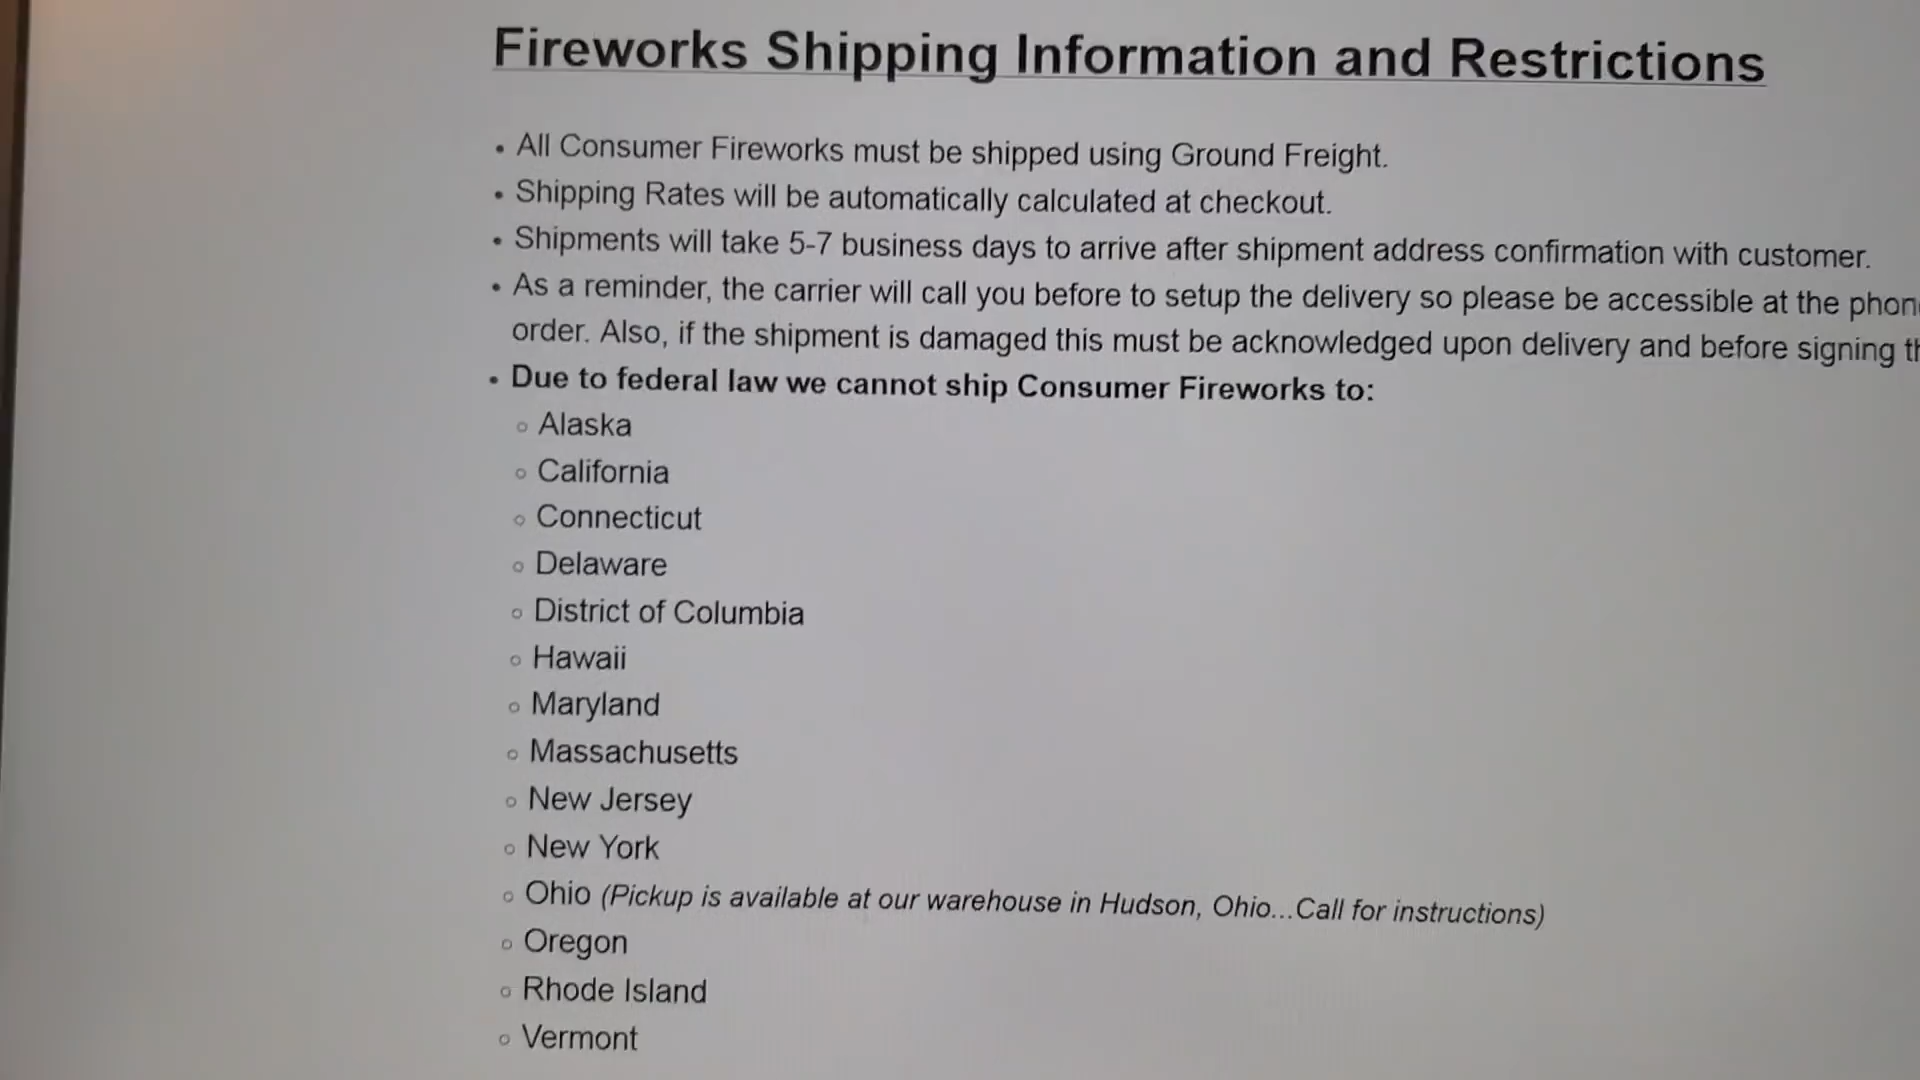 Fireworks Shipping Information and Restrictions
• All Consumer Fireworks must be shipped using Ground Freight.
• Shipping Rates will be automatically calculated at checkout.
• Shipments will take 5-7 business days to arrive after shipment address confirmation with customer.
• As a reminder, the carrier will call you before to setup the delivery so please be accessible at the
order. Also, if the shipment is damaged this must be acknowledged upon delivery and before signing
• Due to federal law we cannot ship Consumer Fireworks to:
○ Alaska
○ California
○ Connecticut
○ Delaware
○ District of Columbia
○ Hawaii
○ Maryland
○ Massachusetts
○ New Jersey
○ New York
○ Ohio (Pickup is available at our warehouse in Hudson, Ohio...Call for instructions)
○ Oregon
○ Rhode Island
○ Vermont